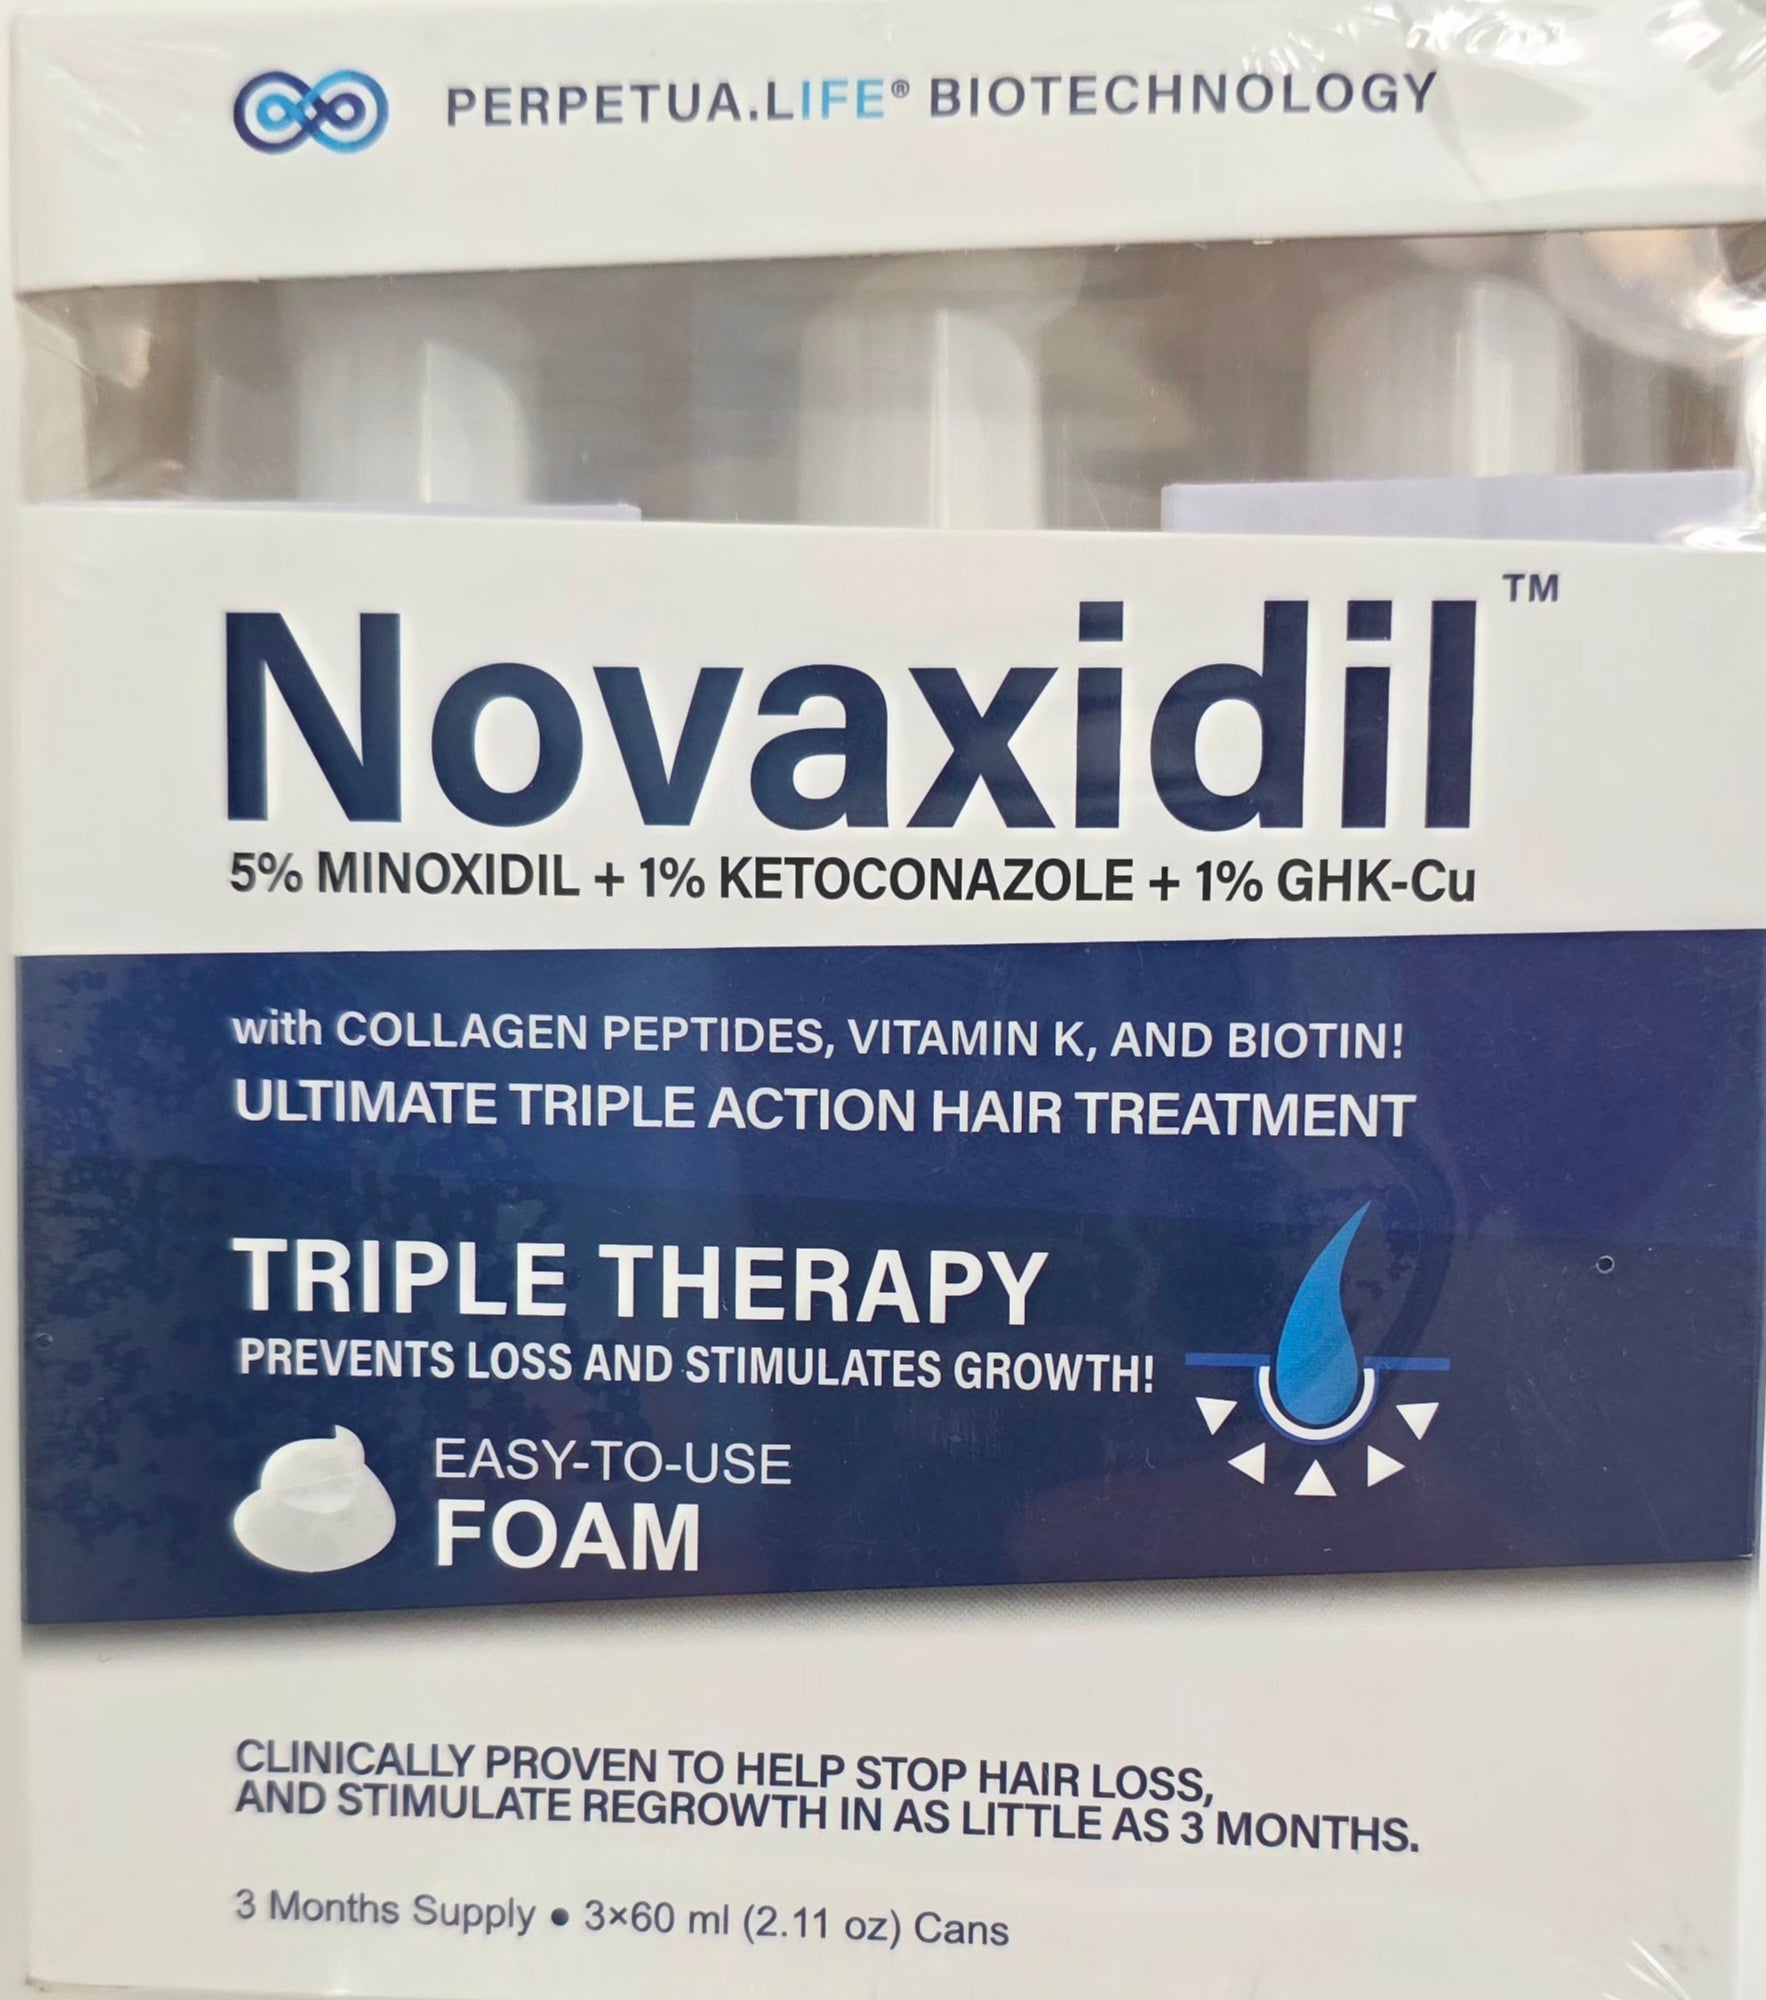 PERPETUA.LIFE® BIOTECHNOLOGY
Novaxidil™
5% MINOXIDIL + 1% KETOCONAZOLE + 1% GHK-Cu
with COLLAGEN PEPTIDES, VITAMIN K, AND BIOTIN!
ULTIMATE TRIPLE ACTION HAIR TREATMENT
TRIPLE THERAPY
PREVENTS LOSS AND STIMULATES GROWTH!
EASY-TO-USE
FOAM
CLINICALLY PROVEN TO HELP STOP HAIR LOSS,
AND STIMULATE REGROWTH IN AS LITTLE AS 3 MONTHS.
3 Months Supply • 3×60 ml (2.11 oz) Cans